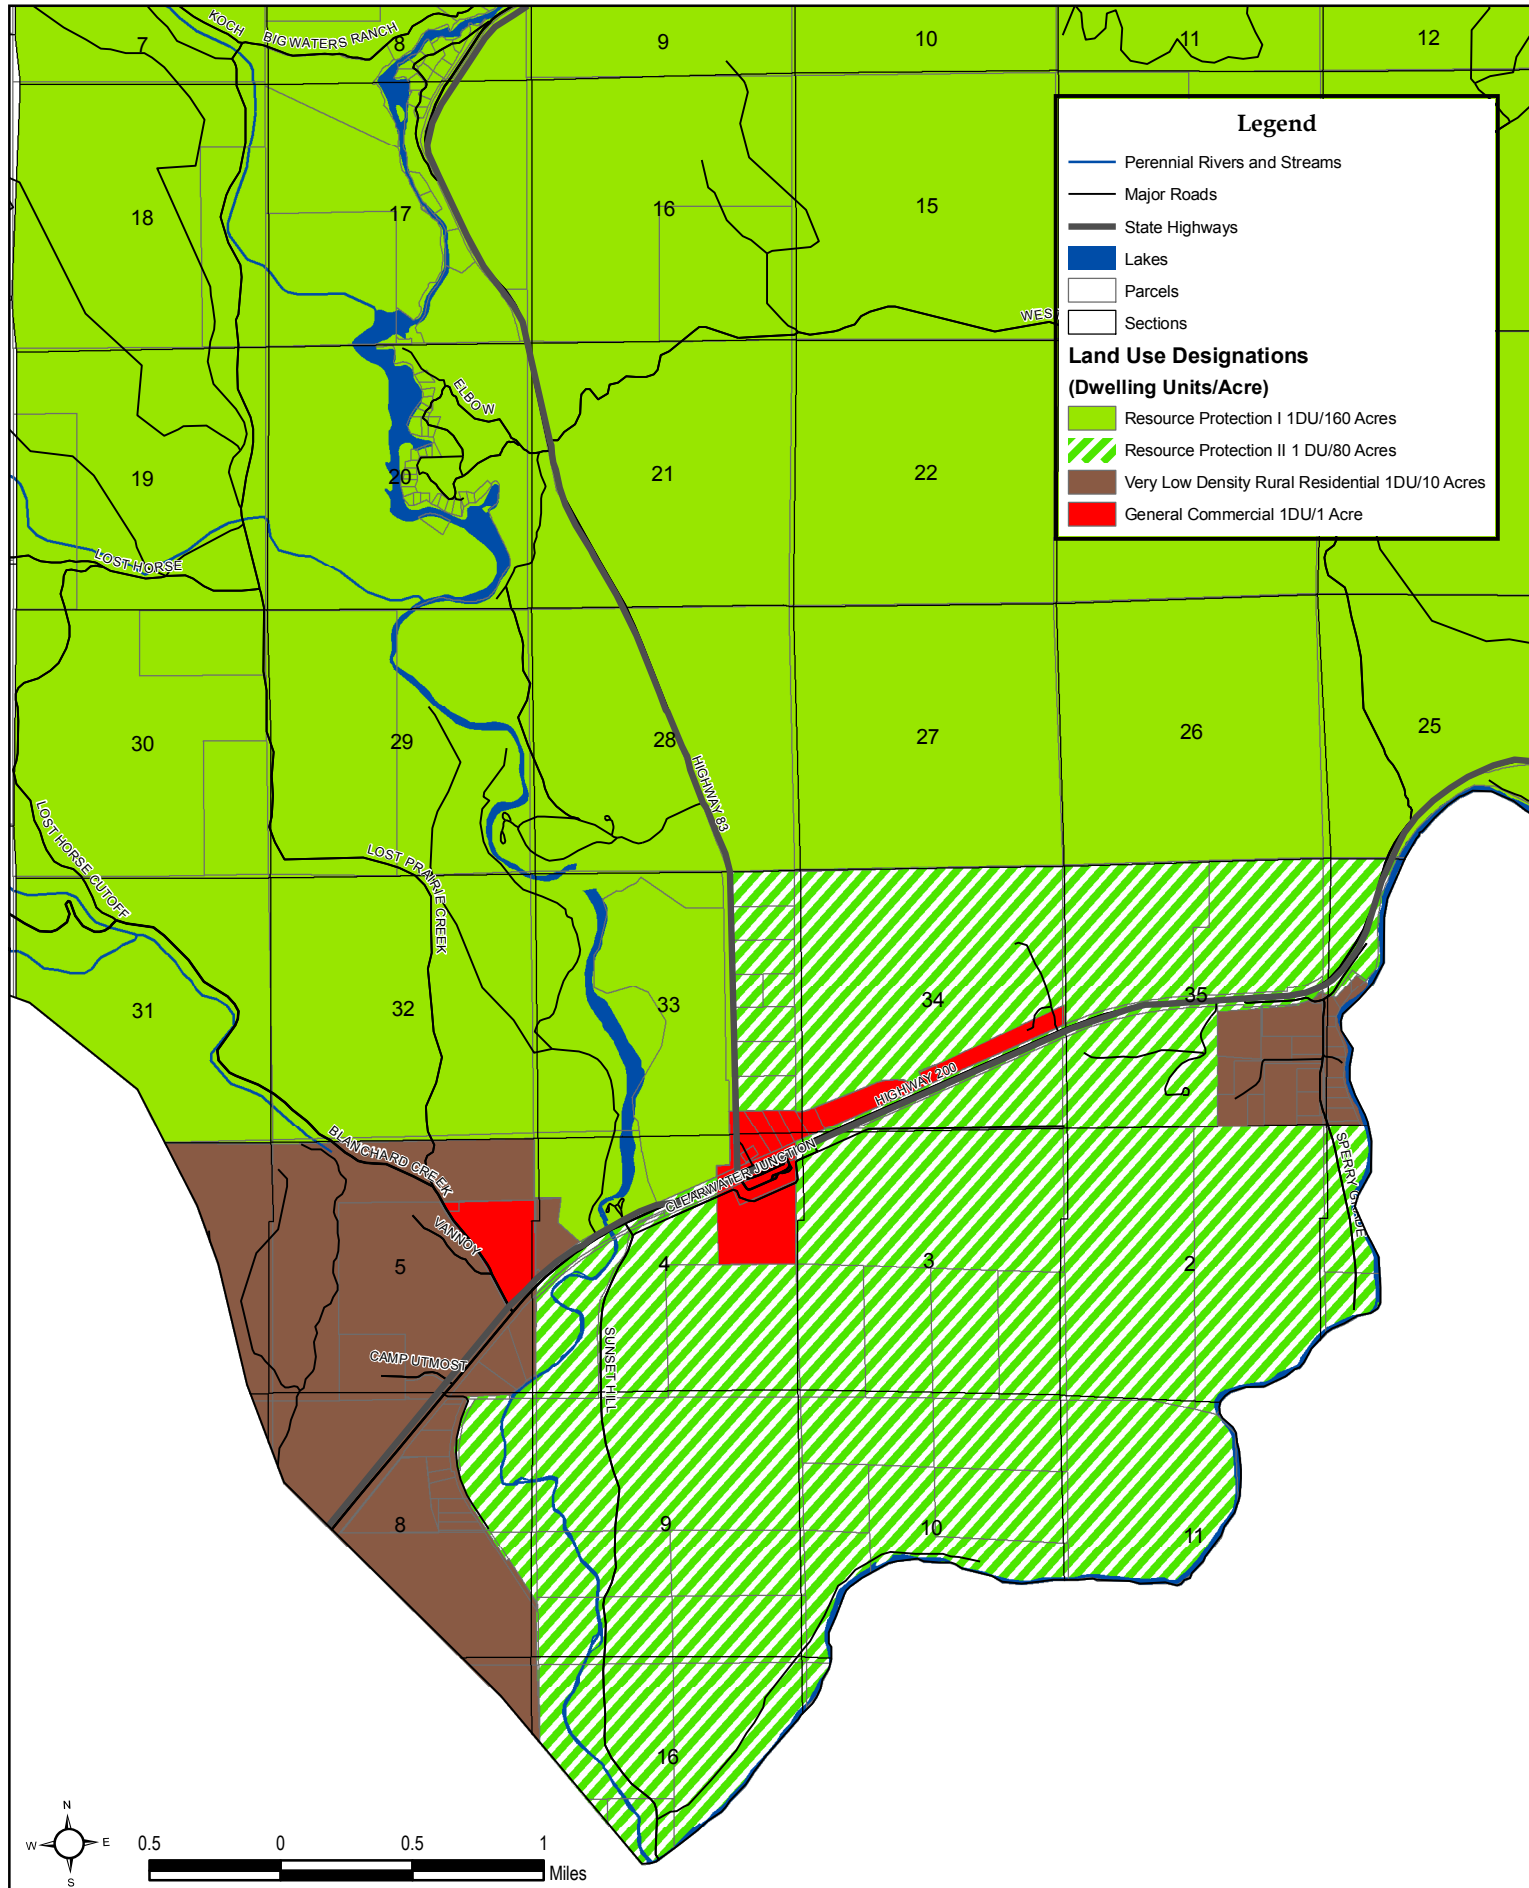 KOCH
BIG WATERS RANCH
7
8
9
10
11
12
Legend
Perennial Rivers and Streams
Major Roads
State Highways
Lakes
Parcels
Sections
Land Use Designations
(Dwelling Units/Acre)
Resource Protection I 1DU/160 Acres
Resource Protection II 1 DU/80 Acres
Very Low Density Rural Residential 1DU/10 Acres
General Commercial 1DU/1 Acre
18
17
16
15
WES
ELBOW
19
20
21
22
LOST HORSE
30
29
28
27
26
25
HIGHWAY 83
LOST HORSE CUTOFF
LOST PRAIRIE CREEK
31
32
33
34
35
HIGHWAY 200
BLANCHARD CREEK
CLEARWATER JUNCTION
SPERRY GRADE
VANNOY
5
4
3
2
CAMP UTMOST
SUNSET HILL
8
9
10
11
16
N
W
E
S
0.5
0
0.5
1
Miles